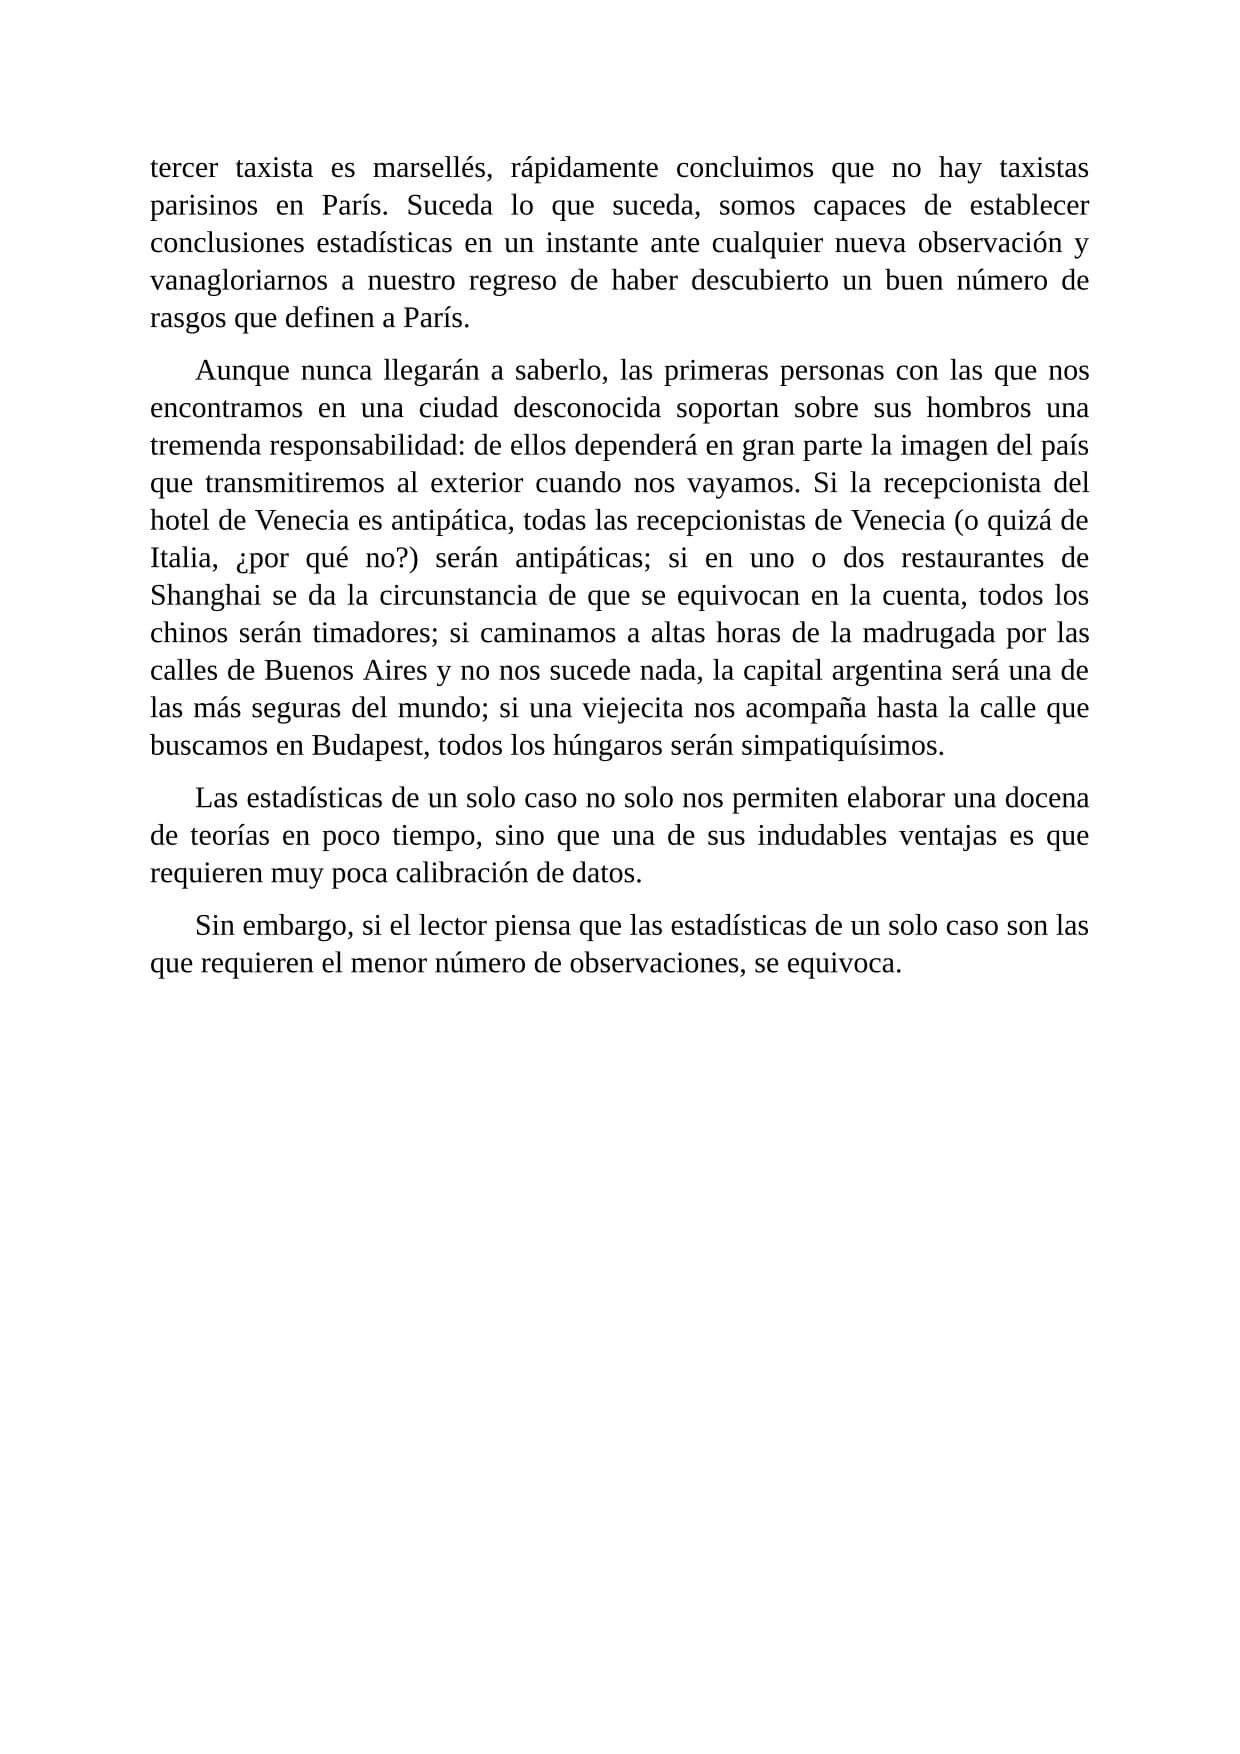 tercer taxista es marsellés, rápidamente concluimos que no hay taxistas
parisinos en París. Suceda lo que suceda, somos capaces de establecer
conclusiones estadísticas en un instante ante cualquier nueva observación y
vanagloriarnos a nuestro regreso de haber descubierto un buen número de
rasgos que definen a París.
Aunque nunca llegarán a saberlo, las primeras personas con las que nos
encontramos en una ciudad desconocida soportan sobre sus hombros una
tremenda responsabilidad: de ellos dependerá en gran parte la imagen del país
que transmitiremos al exterior cuando nos vayamos. Si la recepcionista del
hotel de Venecia es antipática, todas las recepcionistas de Venecia (o quizá de
Italia, ¿por qué no?) serán antipáticas; si en uno o dos restaurantes de
Shanghai se da la circunstancia de que se equivocan en la cuenta, todos los
chinos serán timadores; si caminamos a altas horas de la madrugada por las
calles de Buenos Aires y no nos sucede nada, la capital argentina será una de
las más seguras del mundo; si una viejecita nos acompaña hasta la calle que
buscamos en Budapest, todos los húngaros serán simpatiquísimos.
Las estadísticas de un solo caso no solo nos permiten elaborar una docena
de teorías en poco tiempo, sino que una de sus indudables ventajas es que
requieren muy poca calibración de datos.
Sin embargo, si el lector piensa que las estadísticas de un solo caso son las
que requieren el menor número de observaciones, se equivoca.